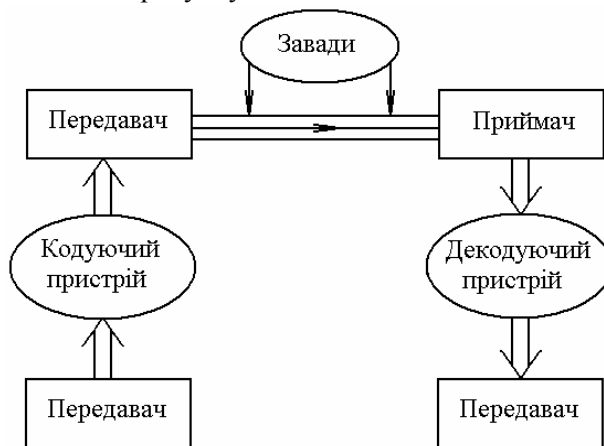 Завади
Передавач
Приймач
Кодуючий
пристрій
Декодуючий
пристрій
Передавач
Передавач